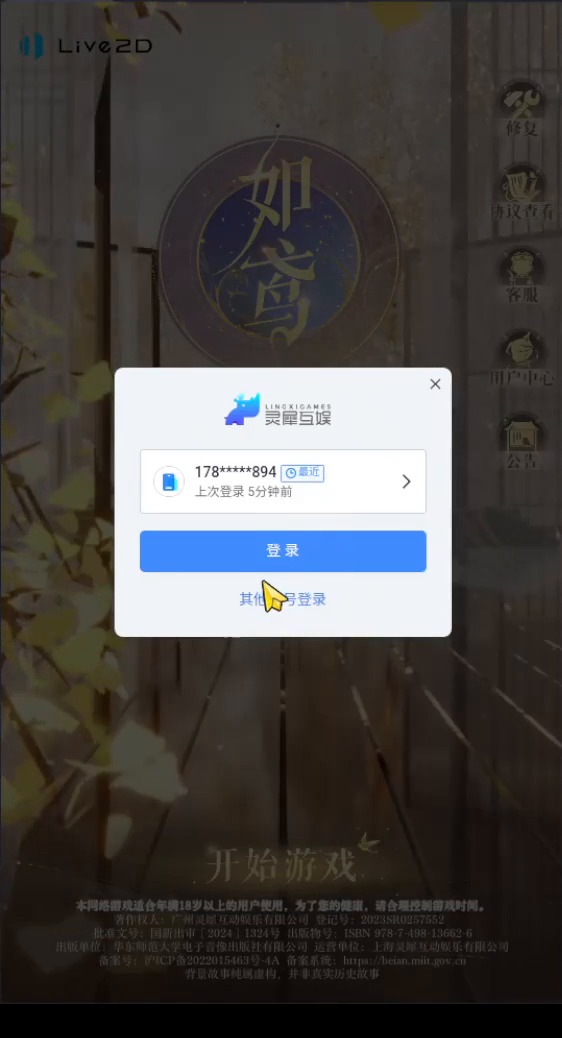 Live2D
修复
协议查看
如鸢
客服
用户中心
公告
LINGXIGAMES
灵犀互娱
178*****894 最近
上次登录 5分钟前
登 录
其他 号登录
开始游戏
本网络游戏适合年满18岁以上的用户使用，为了您的健康，请合理控制游戏时间。
著作权人：广州灵犀互动娱乐有限公司 登记号：2023SR0257552
批准文号：国新出审［2024］1324号 出版物号：ISBN 978-7-498-13662-6
出版单位：华东师范大学电子音像出版社有限公司 运营单位：上海灵犀互动娱乐有限公司
备案号：沪ICP备2022015463号-4A 备案系统：https://beian.miit.gov.cn
背景故事纯属虚构，并非真实历史故事